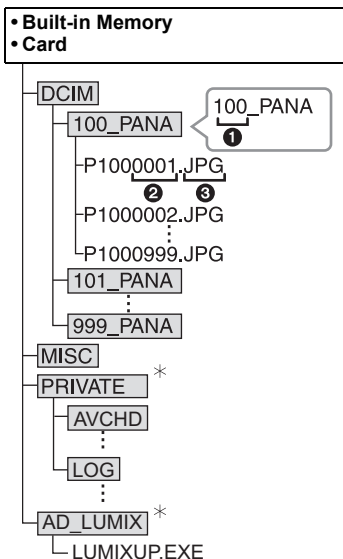 • Built-in Memory
• Card
DCIM
100_PANA
100_PANA
❶
P1000001.JPG
❷ ❸
P1000002.JPG
P1000999.JPG
101_PANA
999_PANA
MISC
PRIVATE *
AVCHD
LOG
AD_LUMIX *
LUMIXUP.EXE